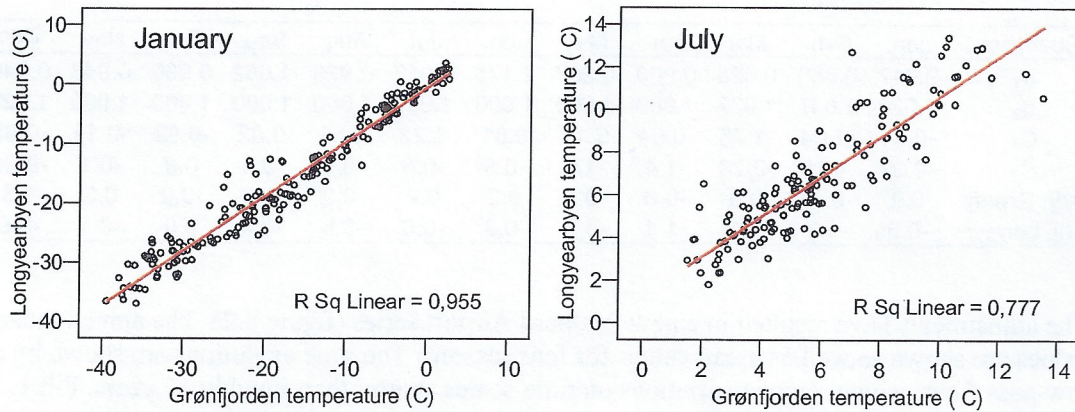 January
Longyearbyen temperature (C)
10
0
-10
-20
-30
-40
R Sq Linear = 0,955
-40 -30 -20 -10 0 10
Grønfjorden temperature (C)
July
Longyearbyen temperature (C)
14
12
10
8
6
4
2
0
R Sq Linear = 0,777
0 2 4 6 8 10 12 14
Grønfjorden temperature ( C)